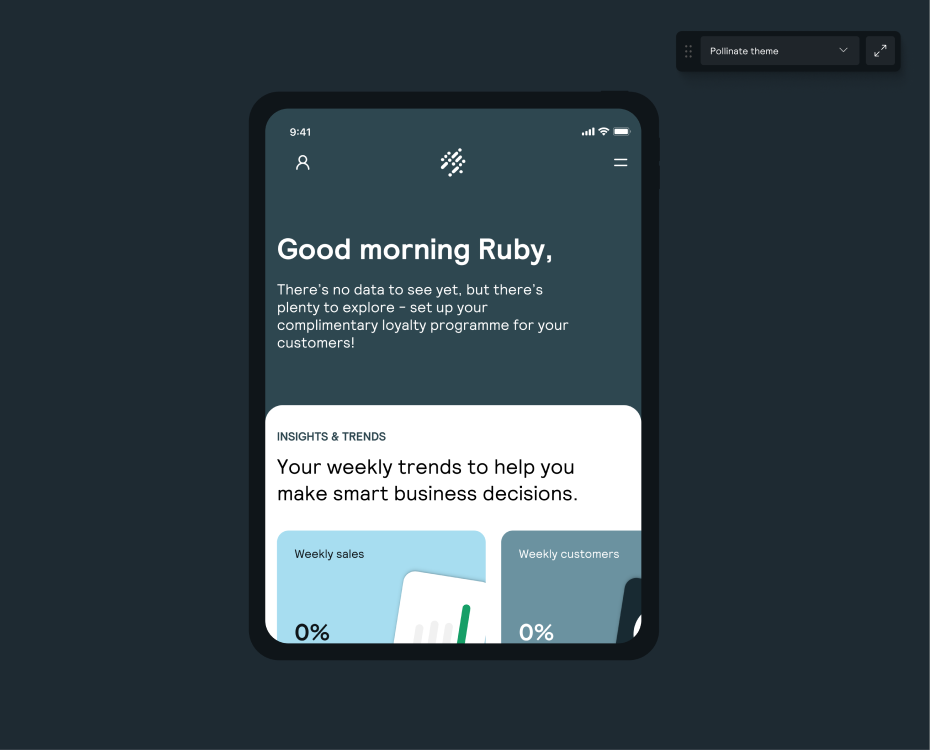 Pollinate theme
9:41
Good morning Ruby,
There's no data to see yet, but there's
plenty to explore – set up your
complimentary loyalty programme for your
customers!
INSIGHTS & TRENDS
Your weekly trends to help you
make smart business decisions.
Weekly sales
Weekly customers
0%
0%